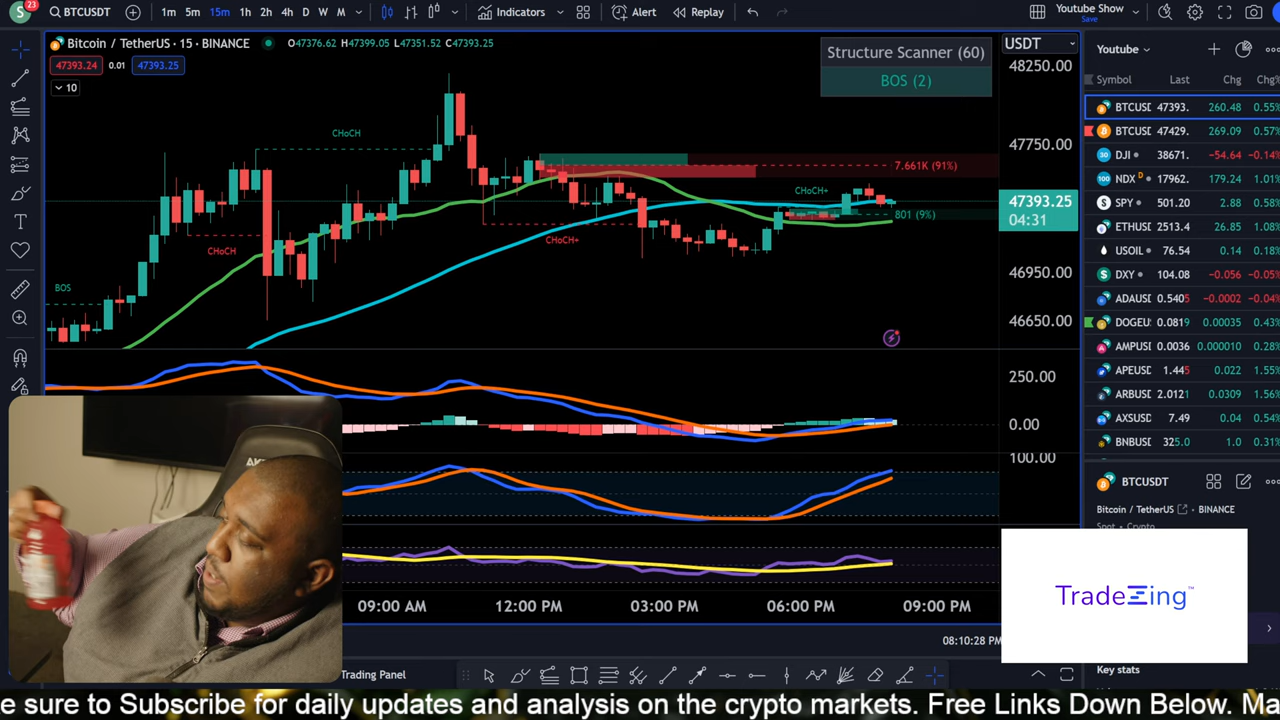 S 23 BTCUSDT 1m 5m 15m 1h 2h 4h D W M Indicators Alert Replay Youtube Show Save
Bitcoin / TetherUS · 15 · BINANCE O47376.62 H47399.05 L47351.52 C47393.25
47393.24 0.01 47393.25
10
Structure Scanner (60)
BOS (2)
USDT
48250.00
47750.00
47393.25
04:31
46950.00
46650.00
CHoCH
CHoCH
BOS
CHoCH+
CHoCH+
7.661K (91%)
801 (9%)
250.00
0.00
100.00
09:00 AM 12:00 PM 03:00 PM 06:00 PM 09:00 PM
08:10:28 PM
Trading Panel
Youtube
Symbol Last Chg Chg%
BTCUSD 47393. 260.48 0.55%
BTCUSD 47429. 269.09 0.57%
DJI 38671. -54.64 -0.14%
NDX D 17962. 179.24 1.01%
SPY 501.20 2.88 0.58%
ETHUSD 2513.4 26.85 1.08%
USOIL 76.54 0.14 0.18%
DXY 104.08 -0.056 -0.05%
ADAUSD 0.5405 -0.0002 -0.04%
DOGEU 0.0819 0.00035 0.43%
AMPUSD 0.0036 0.000010 0.28%
APEUSD 1.445 0.022 1.55%
ARBUSD 2.0121 0.0309 1.56%
AXSUSD 7.49 0.04 0.54%
BNBUSD 325.0 1.0 0.31%
BTCUSDT
Bitcoin / TetherUS · BINANCE
Spot · Crypto
TradeZing™
Key stats
e sure to Subscribe for daily updates and analysis on the crypto markets. Free Links Down Below. Ma